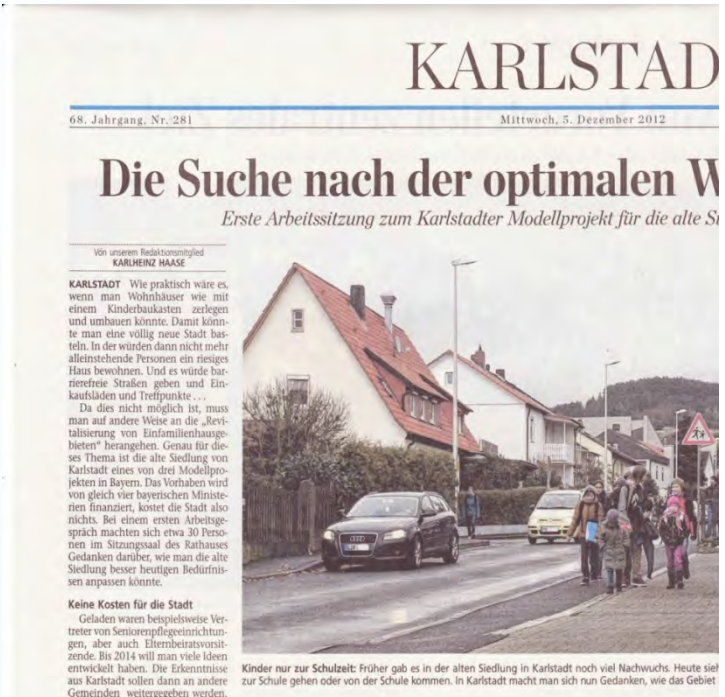 KARLSTAD
68. Jahrgang, Nr. 281
Mittwoch, 5. Dezember 2012
Die Suche nach der optimalen W
Erste Arbeitssitzung zum Karlstadter Modellprojekt für die alte Si
Von unserem Redaktionsmitglied
KARLHEINZ HAASE
KARLSTADT Wie praktisch wäre es,
wenn man Wohnhäuser wie mit
einem Kinderbaukasten zerlegen
und umbauen könnte. Damit könn-
te man eine völlig neue Stadt bas-
teln. In der würden dann nicht mehr
alleinstehende Personen ein riesiges
Haus bewohnen. Und es würde bar-
rierefreie Straßen geben und Ein-
kaufsläden und Treffpunkte . . .
Da dies nicht möglich ist, muss
man auf andere Weise an die „Revi-
talisierung von Einfamilienhausge-
bieten“ herangehen. Genau für die-
ses Thema ist die alte Siedlung von
Karlstadt eines von drei Modellpro-
jekten in Bayern. Das Vorhaben wird
von gleich vier bayerischen Ministe-
rien finanziert, kostet die Stadt also
nichts. Bei einem ersten Arbeitsge-
spräch machten sich etwa 30 Perso-
nen im Sitzungssaal des Rathauses
Gedanken darüber, wie man die alte
Siedlung besser heutigen Bedürfnis-
sen anpassen könnte.
Keine Kosten für die Stadt
Geladen waren beispielsweise Ver-
treter von Seniorenpflegeeinrichtun-
gen, aber auch Elternbeiratsvorsit-
zende. Bis 2014 will man viele Ideen
entwickelt haben. Die Erkenntnisse
aus Karlstadt sollen dann an andere
Gemeinden weitergegeben werden.
Kinder nur zur Schulzeit: Früher gab es in der alten Siedlung in Karlstadt noch viel Nachwuchs. Heute sieh
zur Schule gehen oder von der Schule kommen. In Karlstadt macht man sich nun Gedanken, wie das Gebiet